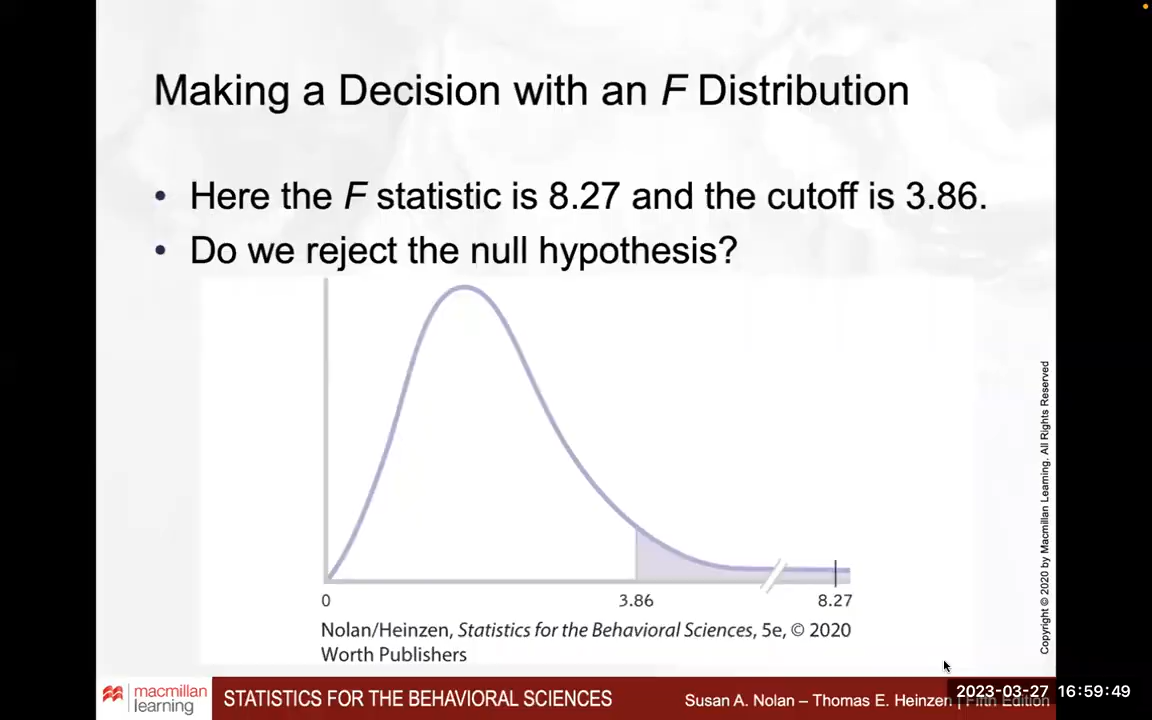 Making a Decision with an F Distribution
• Here the F statistic is 8.27 and the cutoff is 3.86.
• Do we reject the null hypothesis?
0 3.86 8.27
Nolan/Heinzen, Statistics for the Behavioral Sciences, 5e, © 2020
Worth Publishers
Copyright © 2020 by Macmillan Learning. All Rights Reserved
macmillan
learning
STATISTICS FOR THE BEHAVIORAL SCIENCES
Susan A. Nolan – Thomas E. Heinzen | Fifth Edition
2023-03-27 16:59:49